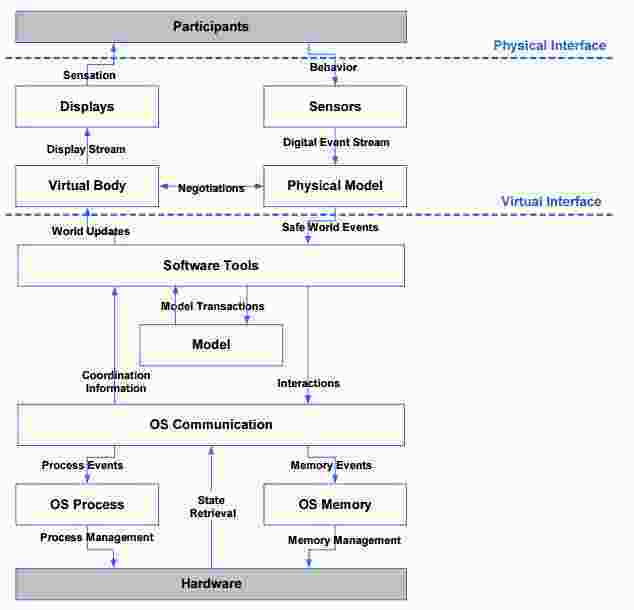 Participants
Physical Interface
Sensation
Behavior
Displays
Sensors
Display Stream
Digital Event Stream
Virtual Body
Negotiations
Physical Model
Virtual Interface
World Updates
Safe World Events
Software Tools
Model Transactions
Model
Coordination
Information
Interactions
OS Communication
Process Events
Memory Events
OS Process
State
Retrieval
OS Memory
Process Management
Memory Management
Hardware